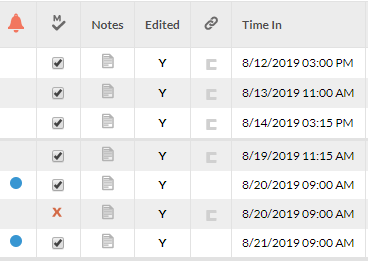 M Notes Edited Time In
Y 8/12/2019 03:00 PM
Y 8/13/2019 11:00 AM
Y 8/14/2019 03:15 PM
Y 8/19/2019 11:15 AM
Y 8/20/2019 09:00 AM
X Y 8/20/2019 09:00 AM
Y 8/21/2019 09:00 AM